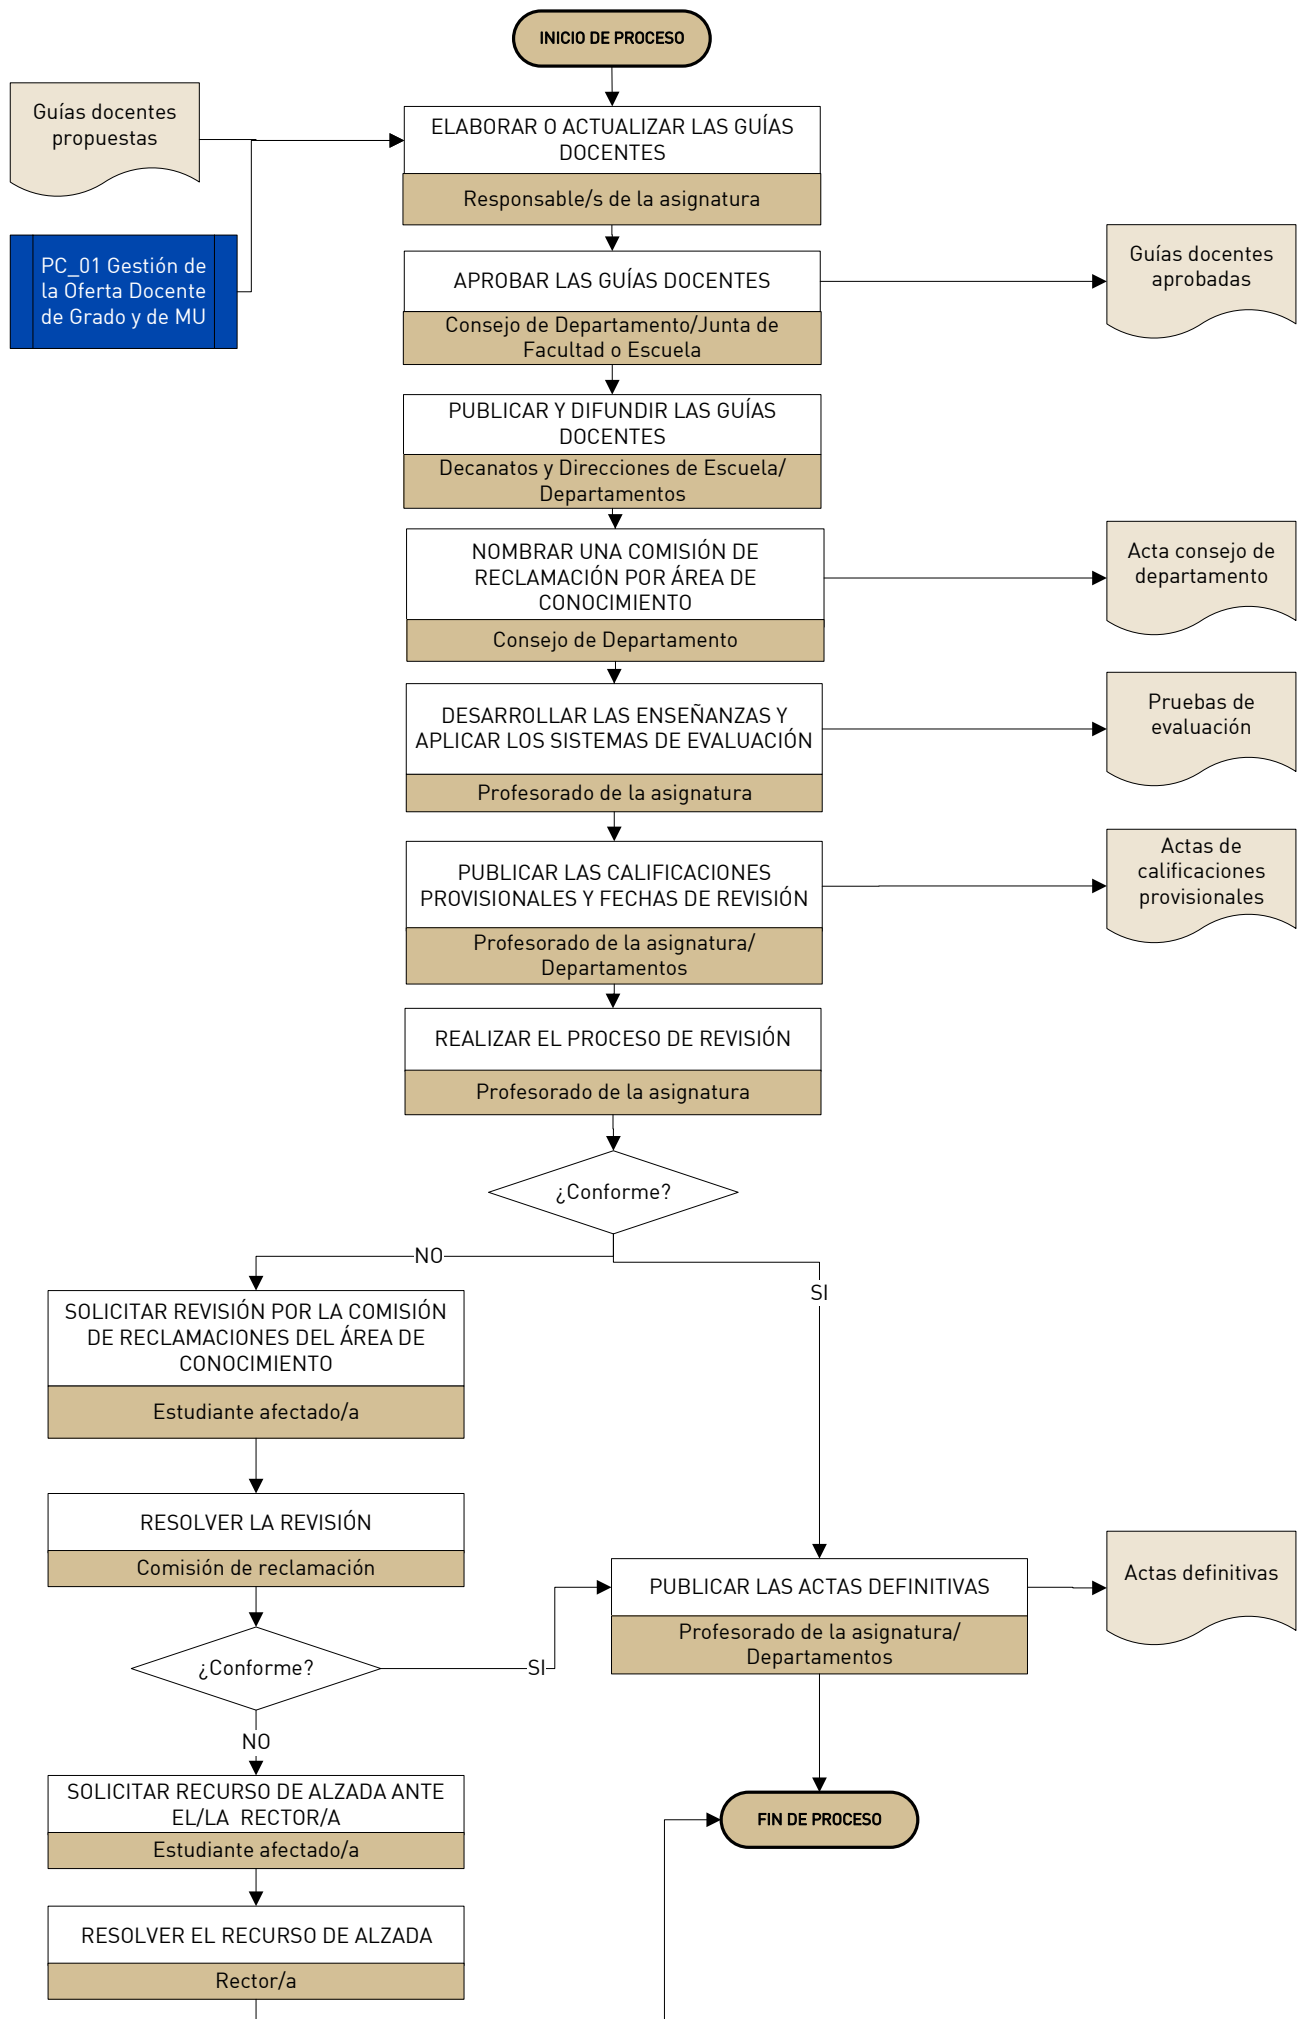 INICIO DE PROCESO
Guías docentes
propuestas
ELABORAR O ACTUALIZAR LAS GUÍAS
DOCENTES
Responsable/s de la asignatura
PC_01 Gestión de
la Oferta Docente
de Grado y de MU
APROBAR LAS GUÍAS DOCENTES
Consejo de Departamento/Junta de
Facultad o Escuela
Guías docentes
aprobadas
PUBLICAR Y DIFUNDIR LAS GUÍAS
DOCENTES
Decanatos y Direcciones de Escuela/
Departamentos
NOMBRAR UNA COMISIÓN DE
RECLAMACIÓN POR ÁREA DE
CONOCIMIENTO
Consejo de Departamento
Acta consejo de
departamento
DESARROLLAR LAS ENSEÑANZAS Y
APLICAR LOS SISTEMAS DE EVALUACIÓN
Profesorado de la asignatura
Pruebas de
evaluación
PUBLICAR LAS CALIFICACIONES
PROVISIONALES Y FECHAS DE REVISIÓN
Profesorado de la asignatura/
Departamentos
Actas de
calificaciones
provisionales
REALIZAR EL PROCESO DE REVISIÓN
Profesorado de la asignatura
¿Conforme?
NO
SI
SOLICITAR REVISIÓN POR LA COMISIÓN
DE RECLAMACIONES DEL ÁREA DE
CONOCIMIENTO
Estudiante afectado/a
RESOLVER LA REVISIÓN
Comisión de reclamación
PUBLICAR LAS ACTAS DEFINITIVAS
Profesorado de la asignatura/
Departamentos
Actas definitivas
¿Conforme?
SI
NO
SOLICITAR RECURSO DE ALZADA ANTE
EL/LA RECTOR/A
Estudiante afectado/a
FIN DE PROCESO
RESOLVER EL RECURSO DE ALZADA
Rector/a